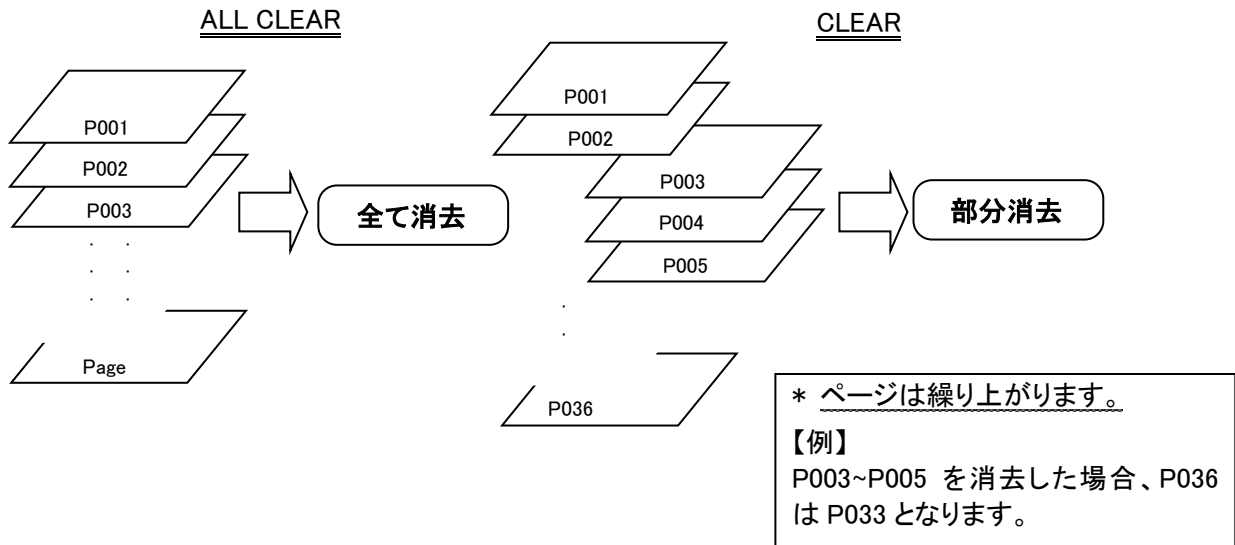 ALL CLEAR
P001
P002
P003
Page
全て消去
CLEAR
P001
P002
P003
P004
P005
P036
部分消去
* ページは繰り上がります。
【例】
P003~P005 を消去した場合、P036
は P033 となります。